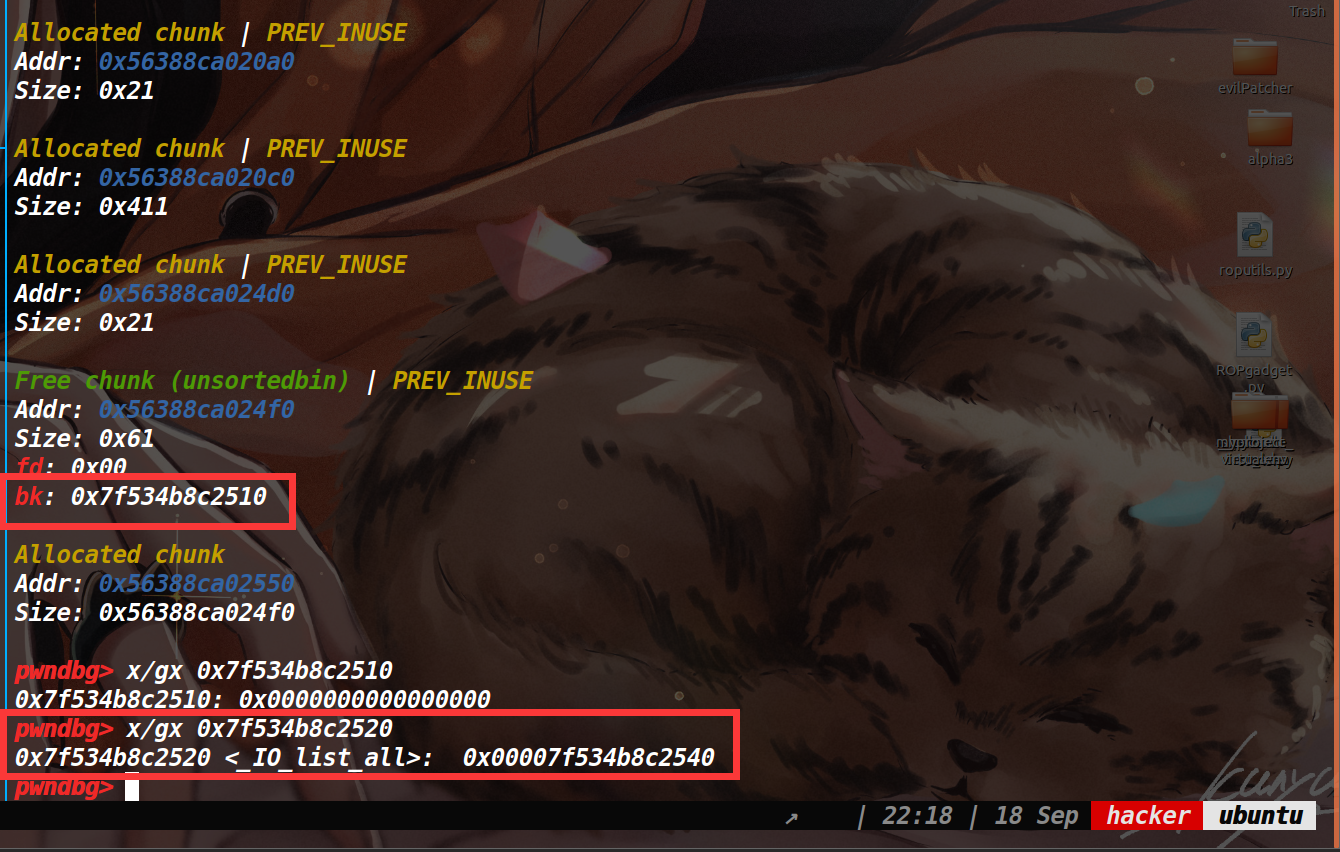 Trash
Allocated chunk | PREV_INUSE
Addr: 0x56388ca020a0
Size: 0x21
evilPatcher
Allocated chunk | PREV_INUSE
alpha3
Addr: 0x56388ca020c0
Size: 0x411
Allocated chunk | PREV_INUSE
roputils.py
Addr: 0x56388ca024d0
Size: 0x21
Free chunk (unsortedbin) | PREV_INUSE
ROPgadget
.py
Addr: 0x56388ca024f0
Size: 0x61
fd: 0x00
bk: 0x7f534b8c2510
Allocated chunk
Addr: 0x56388ca02550
Size: 0x56388ca024f0
pwndbg> x/gx 0x7f534b8c2510
0x7f534b8c2510: 0x0000000000000000
pwndbg> x/gx 0x7f534b8c2520
0x7f534b8c2520 <_IO_list_all>: 0x00007f534b8c2540
pwndbg>
↗ | 22:18 | 18 Sep hacker ubuntu